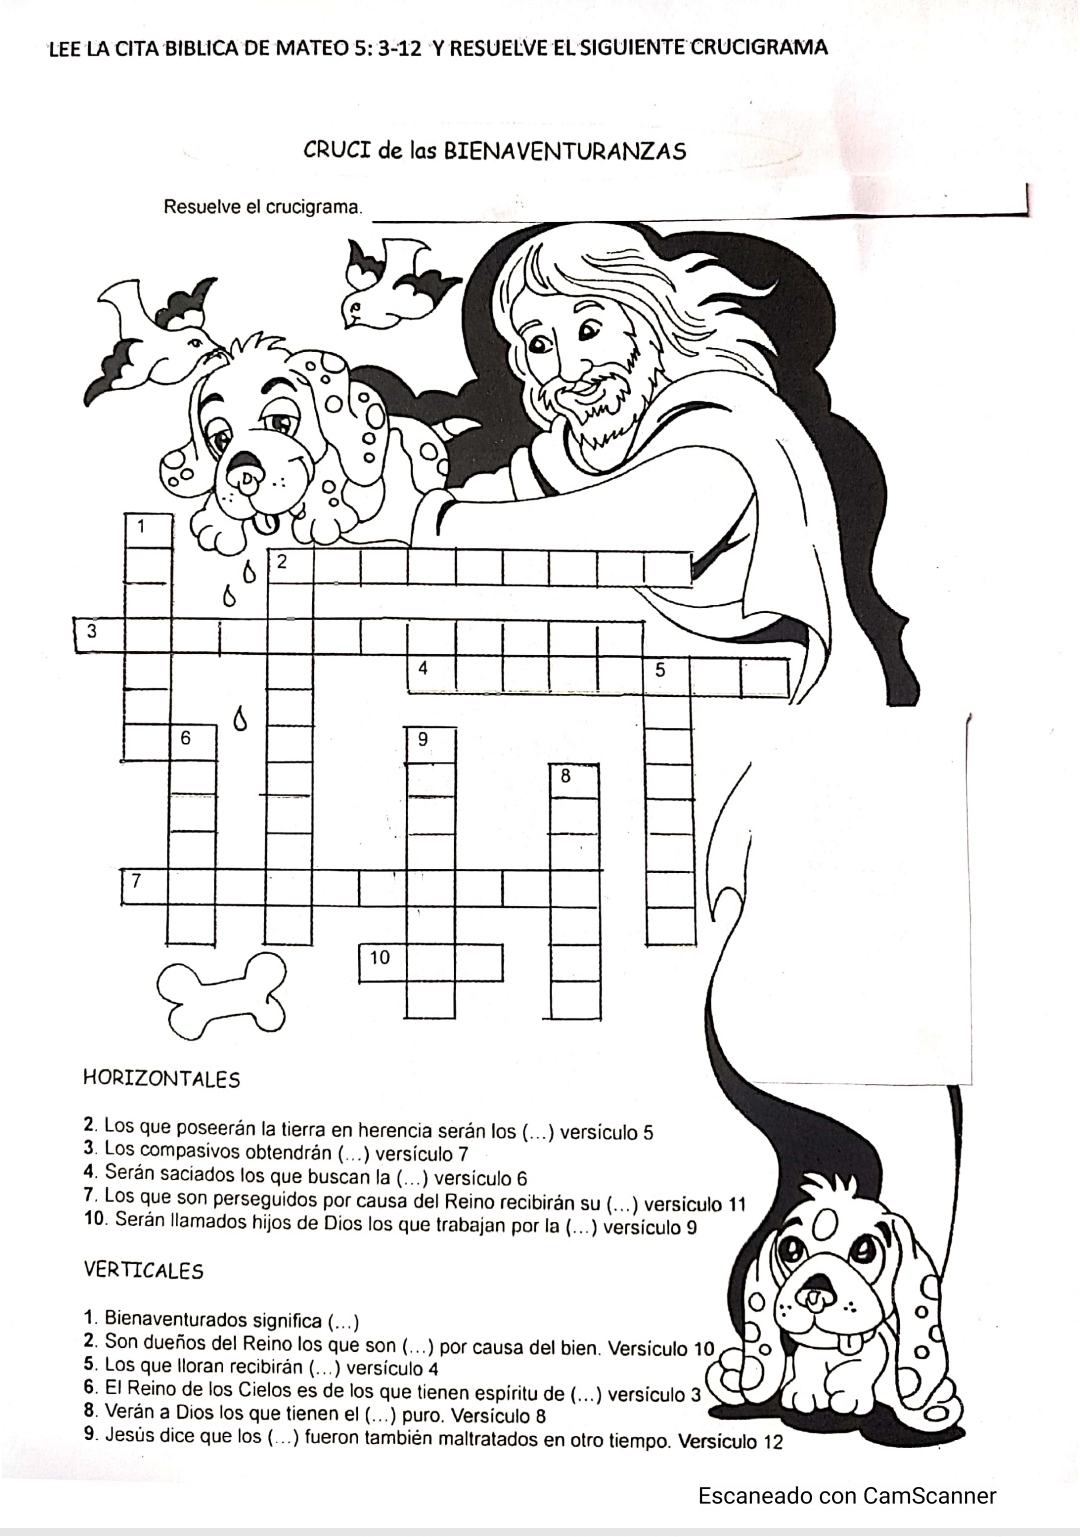 LEE LA CITA BIBLICA DE MATEO 5: 3-12 Y RESUELVE EL SIGUIENTE CRUCIGRAMA
CRUCI de las BIENAVENTURANZAS
Resuelve el crucigrama.
1
2
3
4 5
6 9
8
7
10
HORIZONTALES
2. Los que poseerán la tierra en herencia serán los (...) versículo 5
3. Los compasivos obtendrán (...) versículo 7
4. Serán saciados los que buscan la (...) versículo 6
7. Los que son perseguidos por causa del Reino recibirán su (...) versículo 11
10. Serán llamados hijos de Dios los que trabajan por la (...) versículo 9
VERTICALES
1. Bienaventurados significa (...)
2. Son dueños del Reino los que son (...) por causa del bien. Versículo 10
5. Los que lloran recibirán (...) versículo 4
6. El Reino de los Cielos es de los que tienen espíritu de (...) versículo 3
8. Verán a Dios los que tienen el (...) puro. Versículo 8
9. Jesús dice que los (...) fueron también maltratados en otro tiempo. Versículo 12
Escaneado con CamScanner